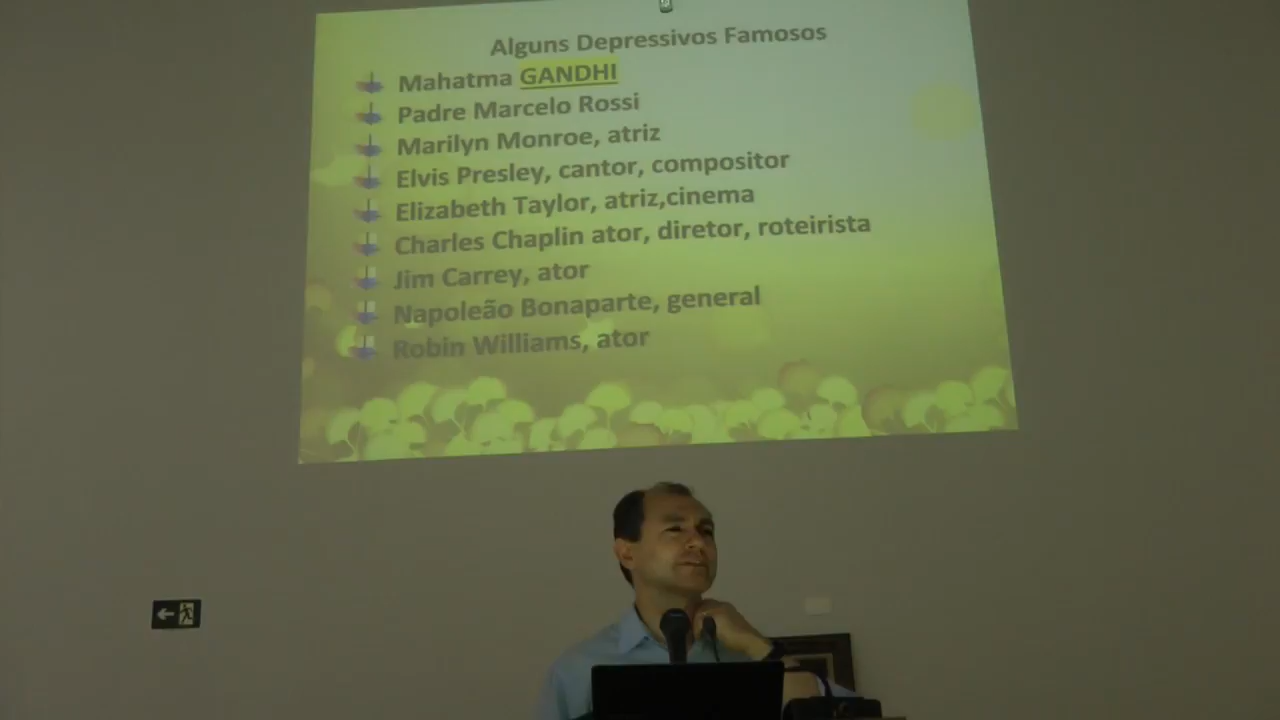 Alguns Depressivos Famosos
Mahatma GANDHI
Padre Marcelo Rossi
Marilyn Monroe, atriz
Elvis Presley, cantor, compositor
Elizabeth Taylor, atriz,cinema
Charles Chaplin ator, diretor, roteirista
Jim Carrey, ator
Napoleão Bonaparte, general
Robin Williams, ator